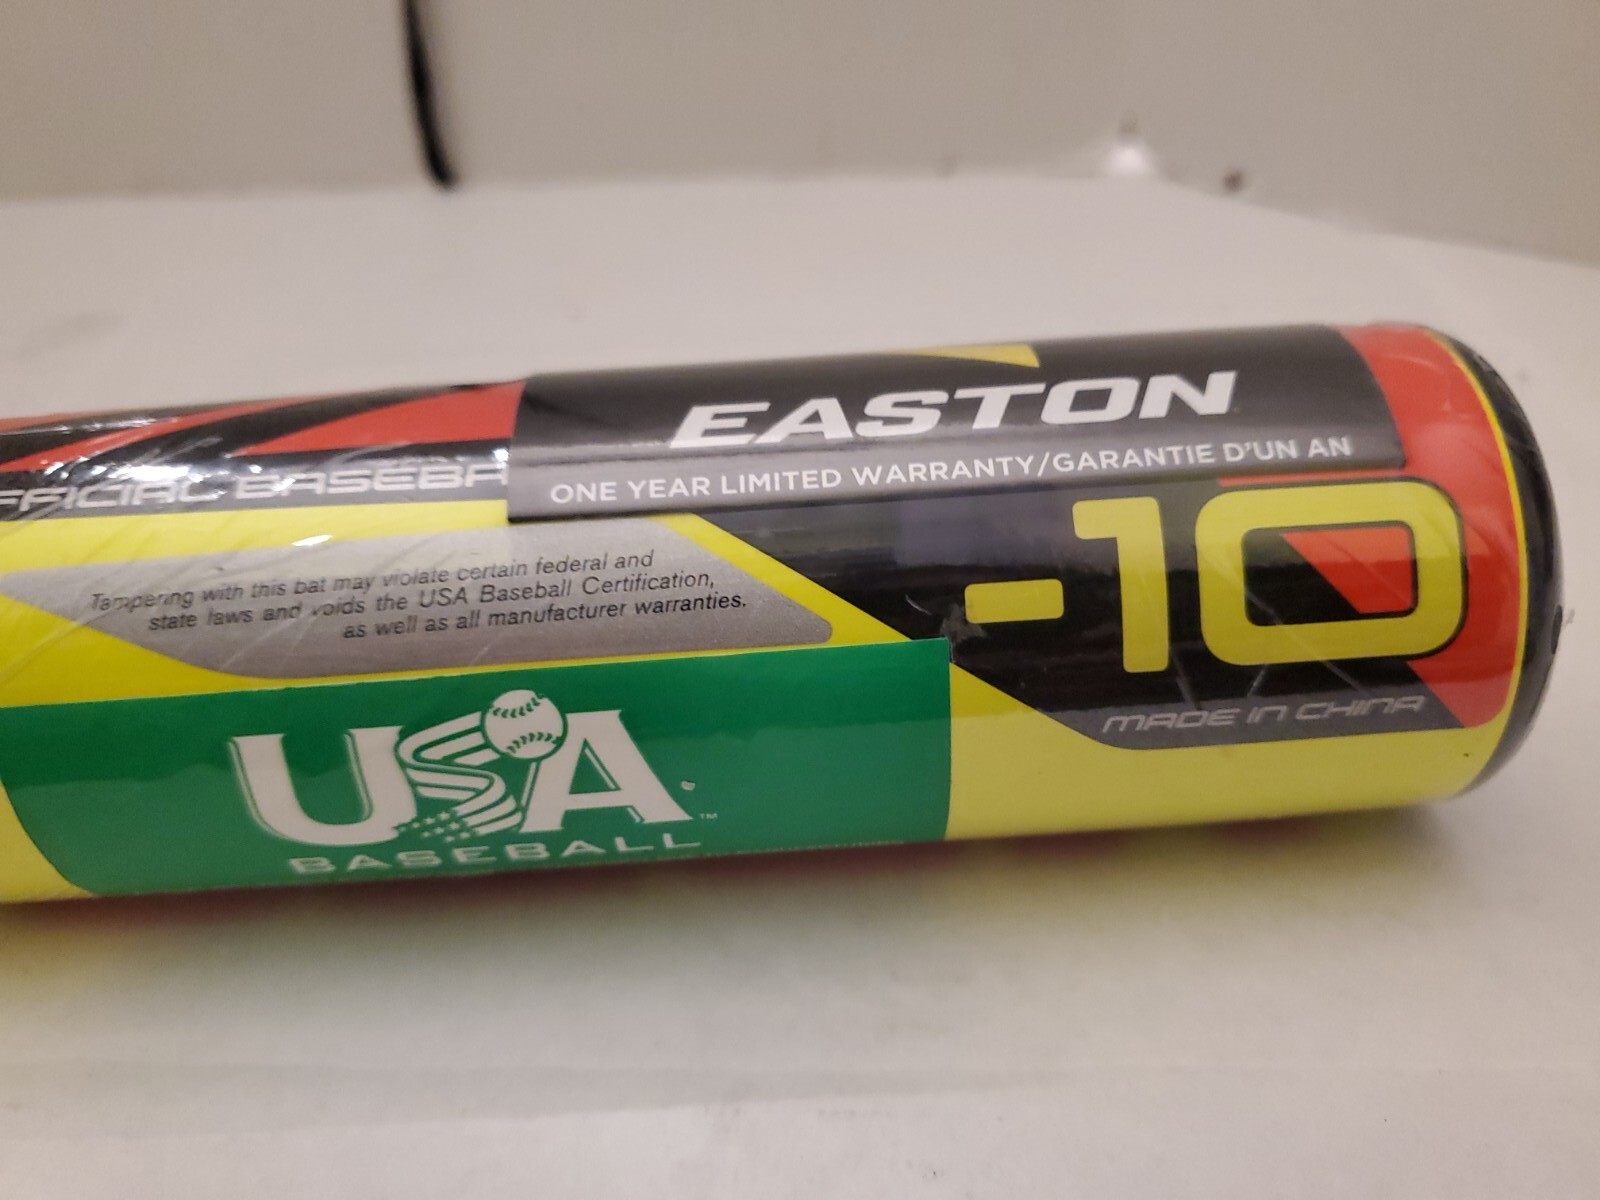 EASTON
ONE YEAR LIMITED WARRANTY/GARANTIE D'UN AN
-10
MADE IN CHINA
Tampering with this bat may violate certain federal and
state laws and voids the USA Baseball Certification,
as well as all manufacturer warranties.
USA
TM
BASEBALL